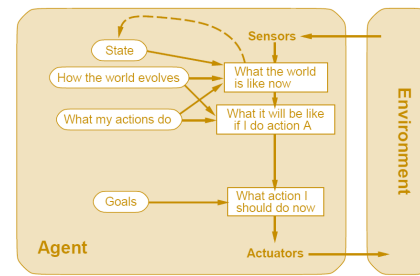 Sensors
State
How the world evolves
What the world
is like now
What my actions do
What it will be like
if I do action A
Goals
What action I
should do now
Agent
Actuators
Environment